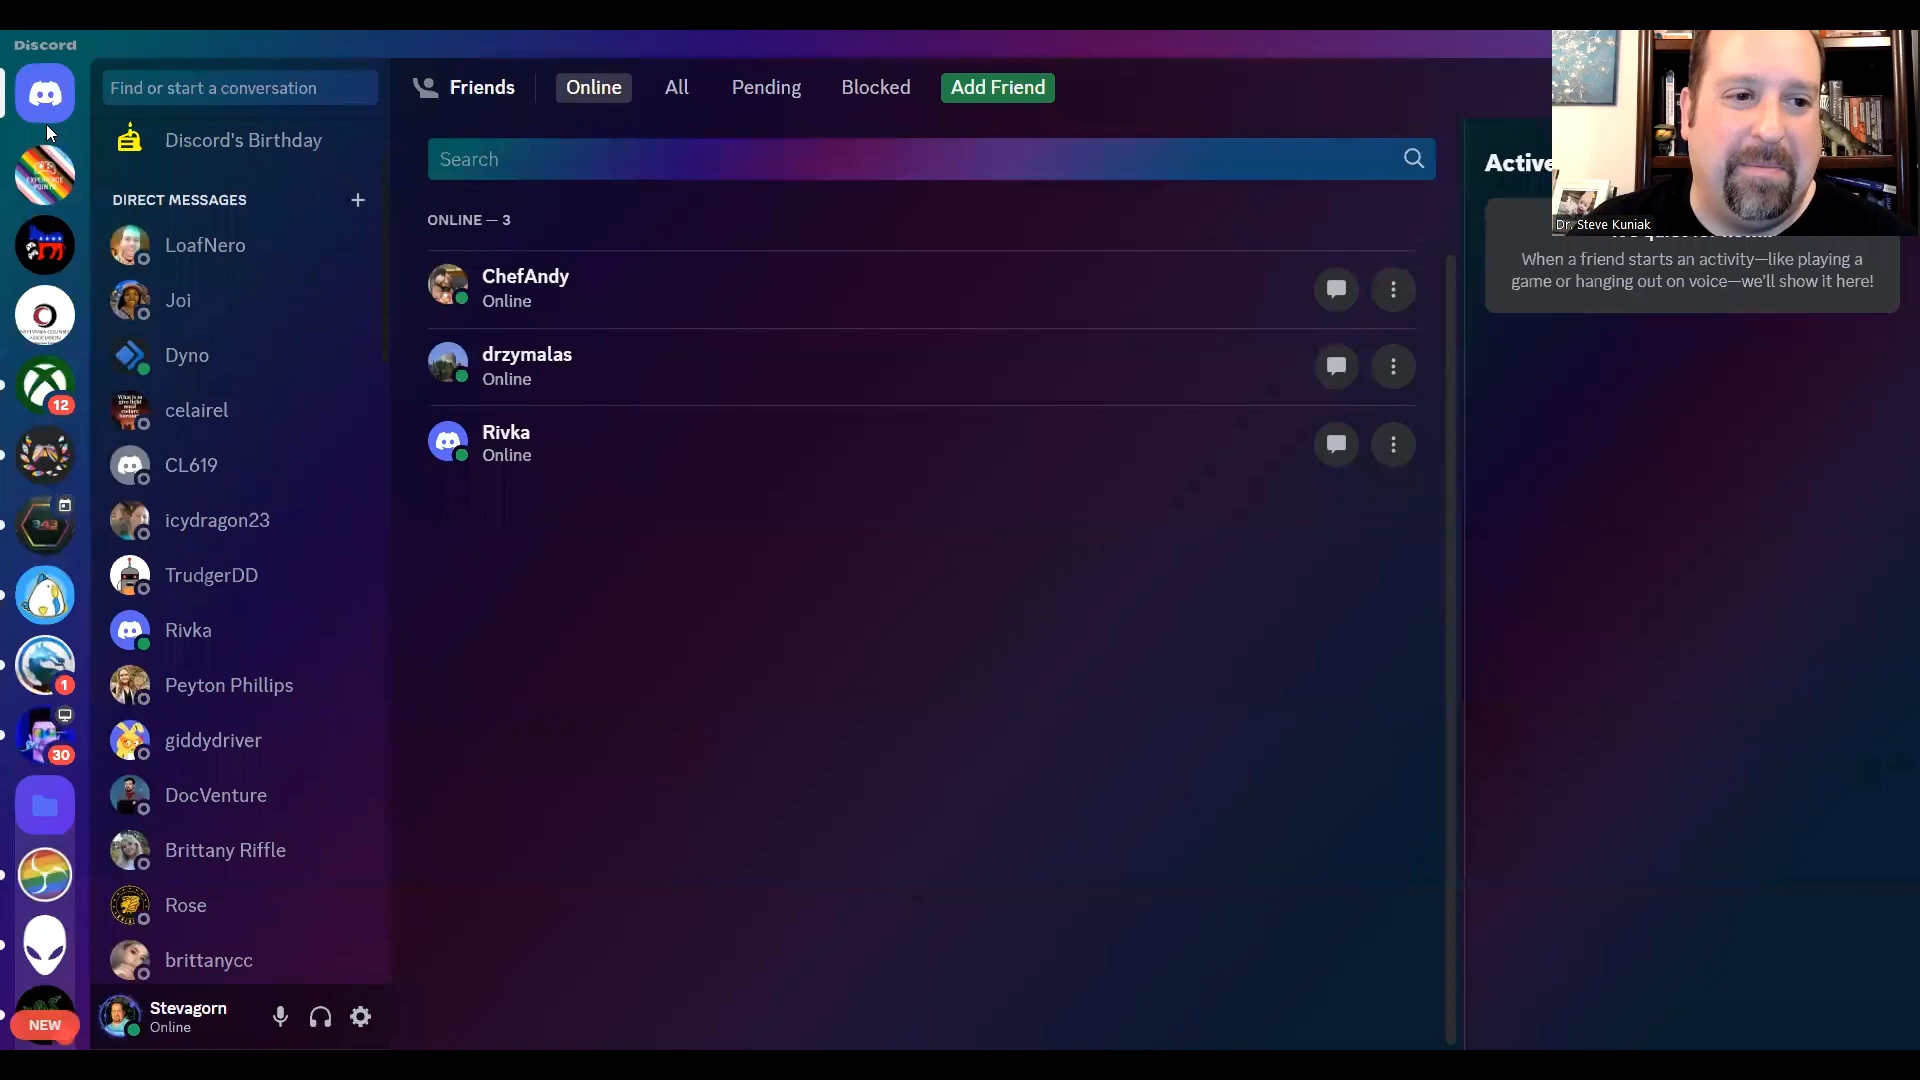 Discord
Find or start a conversation
Discord's Birthday
DIRECT MESSAGES
LoafNero
Joi
Dyno
celairel
CL619
icydragon23
TrudgerDD
Rivka
Peyton Phillips
giddydriver
DocVenture
Brittany Riffle
Rose
brittanycc
Stevagorn
Online
12
343
1
30
NEW
Friends
Online
All
Pending
Blocked
Add Friend
Search
ONLINE — 3
ChefAndy
Online
drzymalas
Online
Rivka
Online
Active
Dr. Steve Kuniak
When a friend starts an activity—like playing a
game or hanging out on voice—we'll show it here!